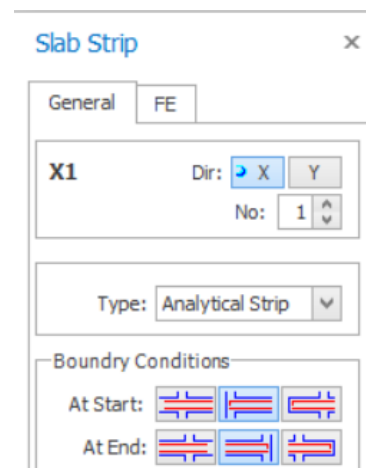 Slab Strip
General FE
X1 Dir: X Y
No: 1
Type: Analytical Strip
Boundry Conditions
At Start:
At End: